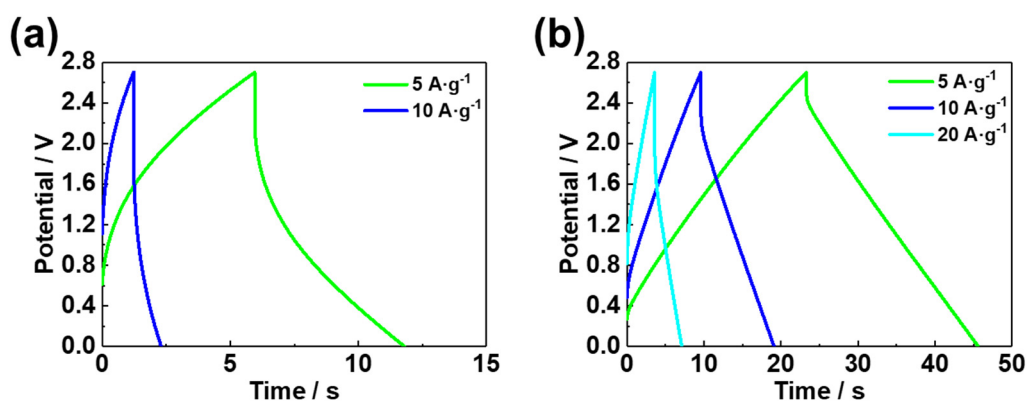 (a)
2.8
2.4
2.0
1.6
1.2
0.8
0.4
0.0
Potential / V
5 A·g⁻¹
10 A·g⁻¹
0 5 10 15
Time / s
(b)
2.8
2.4
2.0
1.6
1.2
0.8
0.4
0.0
Potential / V
5 A·g⁻¹
10 A·g⁻¹
20 A·g⁻¹
0 10 20 30 40 50
Time / s